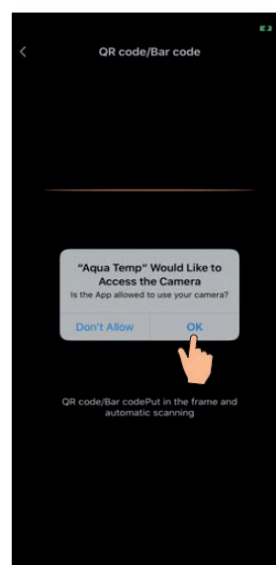 QR code/Bar code
“Aqua Temp” Would Like to
Access the Camera
Is the App allowed to use your camera?
Don't Allow
OK
QR code/Bar codePut in the frame and
automatic scanning